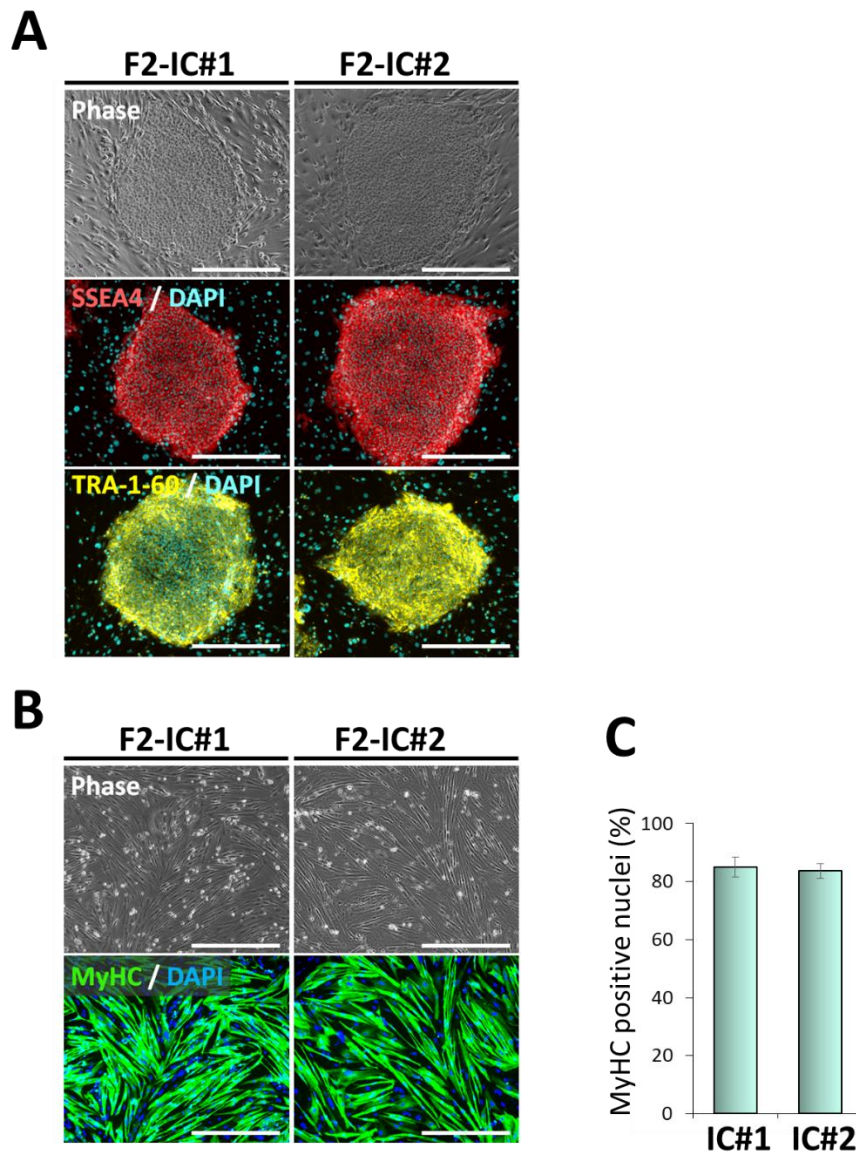 A
F2-IC#1 F2-IC#2
Phase
SSEA4 / DAPI
TRA-1-60 / DAPI
B
F2-IC#1 F2-IC#2
Phase
MyHC / DAPI
C
MyHC positive nuclei (%)
100
80
60
40
20
0
IC#1 IC#2